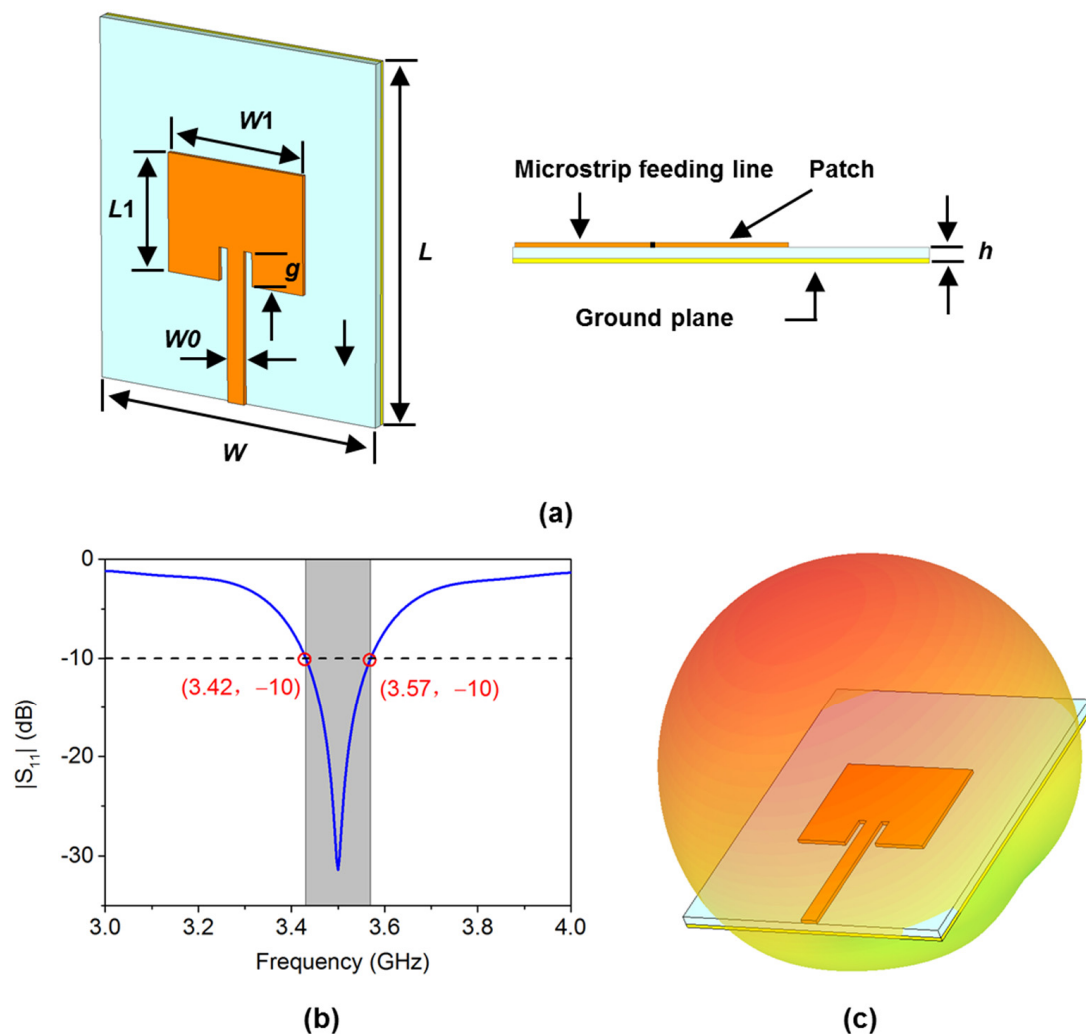 W1
L1
g
W0
L
W
Microstrip feeding line
Patch
h
Ground plane
(a)
0
-10
-20
-30
|S11| (dB)
(3.42，−10)
(3.57，−10)
3.0
3.2
3.4
3.6
3.8
4.0
Frequency (GHz)
(b)
(c)